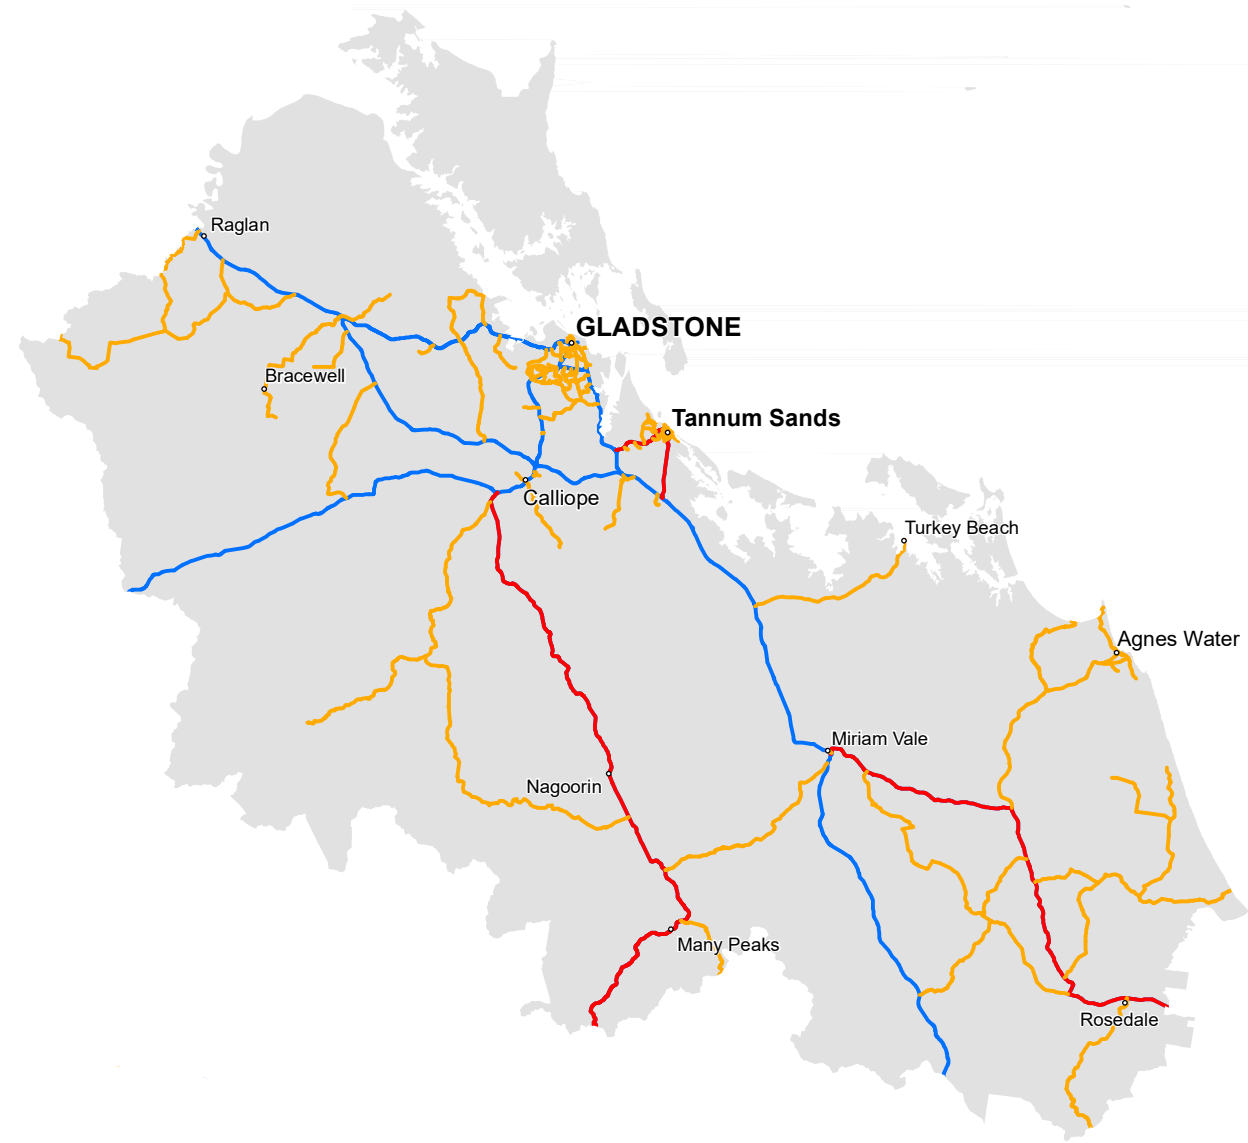 Raglan
GLADSTONE
Bracewell
Tannum Sands
Calliope
Turkey Beach
Agnes Water
Miriam Vale
Nagoorin
Many Peaks
Rosedale